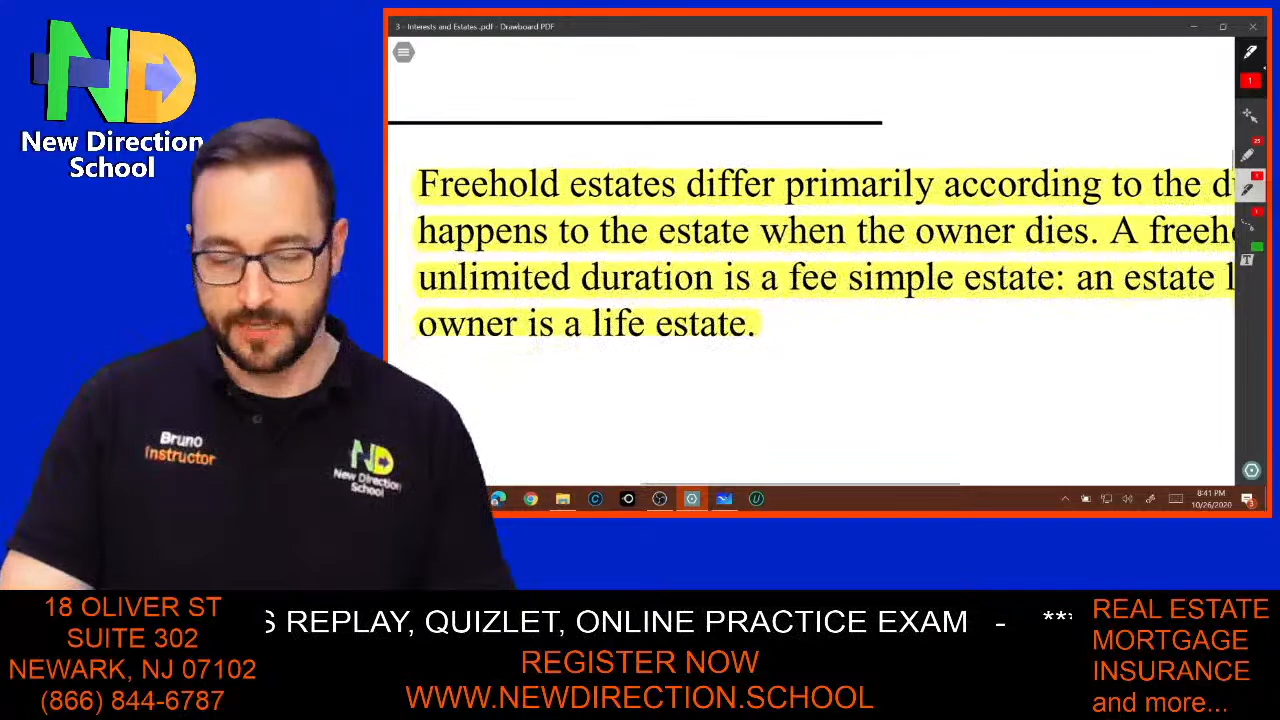 3 - Interests and Estates .pdf - Drawboard PDF
ND
New Direction
School
Freehold estates differ primarily according to the
happens to the estate when the owner dies. A
unlimited duration is a fee simple estate: an estate
owner is a life estate.
Bruno
Instructor
New Direction
School
8:41 PM
10/26/2020
18 OLIVER ST
SUITE 302
NEWARK, NJ 07102
(866) 844-6787
S REPLAY, QUIZLET, ONLINE PRACTICE EXAM - **
REGISTER NOW
WWW.NEWDIRECTION.SCHOOL
REAL ESTATE
MORTGAGE
INSURANCE
and more...